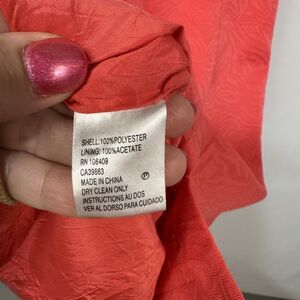 SHELL:100%POLYESTER
LINING: 100%ACETATE
RN 106409
CA39863
MADE IN CHINA
DRY CLEAN ONLY
INSTRUCTIONS AU DOS
VER AL DORSO PARA CUIDADO
P